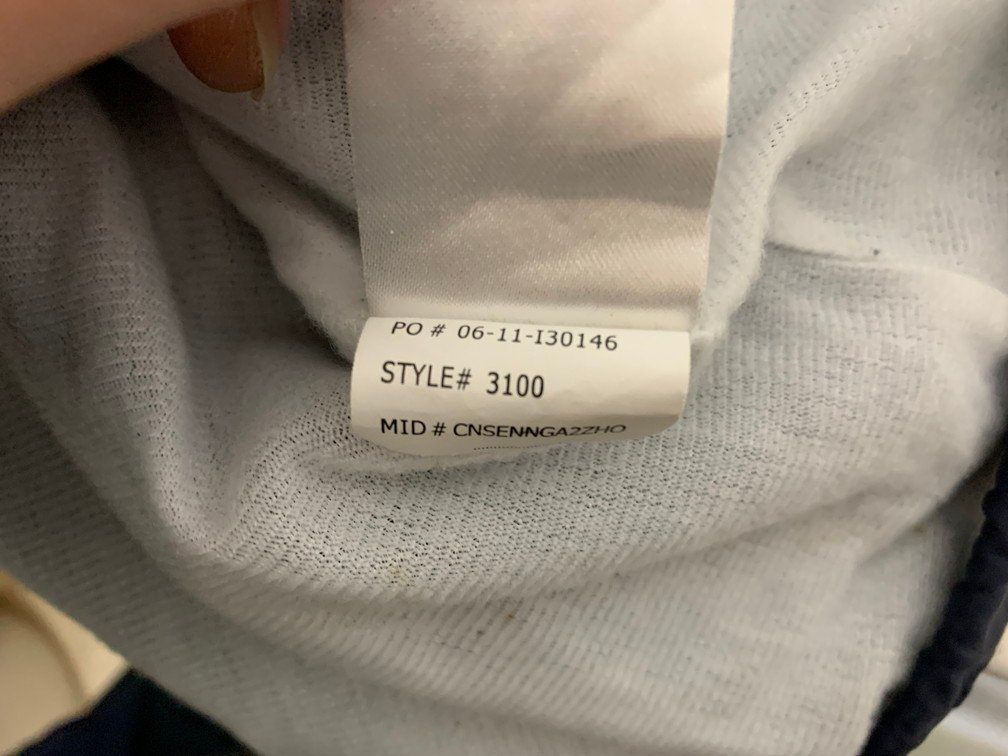 PO # 06-11-I30146
STYLE# 3100
MID # CNSENNGA2ZHO